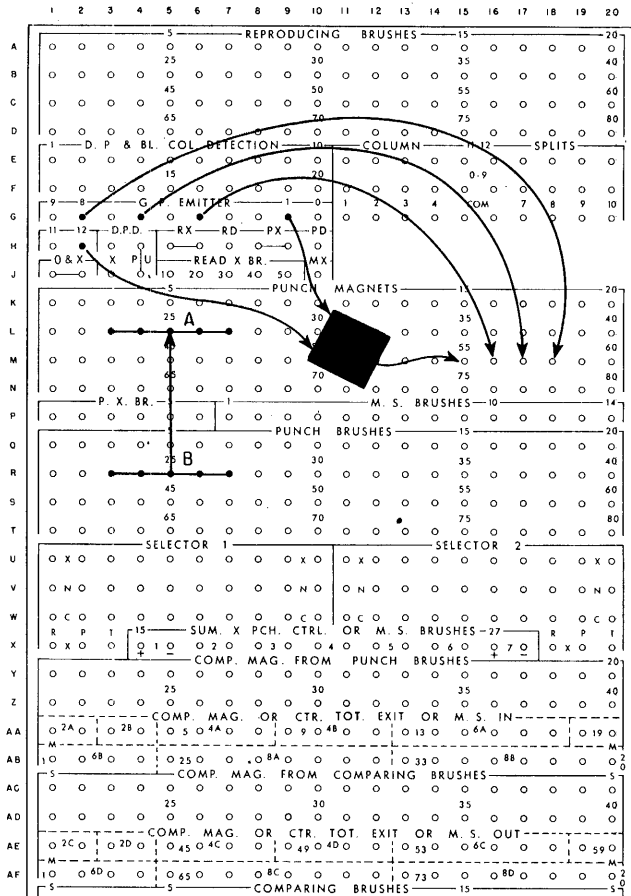 1 2 3 4 5 6 7 8 9 10 11 12 13 14 15 16 17 18 19 20
5 REPRODUCING BRUSHES 15 20
A
25 30 35 40
B
45 50 55 60
C
65 70 75 80
D
1 D. P & BL. COL. DETECTION 10 COLUMN 11-12 SPLITS
E
15 20 0-9
F
9 8 G. P. EMITTER 1 0 1 2 3 4 COM 7 8 9 10
G
11 12 D.P.D. RX RD PX PD
H
O & X X P U READ X BR. MX
J 10 20 30 40 50
5 PUNCH MAGNETS 15 20
K
25 A 30 35 40
L
50 55 60
M
65 70 75 80
N
P. X. BR. 5 1 M. S. BRUSHES 10 14
P
5 PUNCH BRUSHES 15 20
Q
25 B 30 35 40
R
45 50 55 60
S
65 70 75 80
T
SELECTOR 1 SELECTOR 2
U X X X X
V N N N N
W C C C C
R P T 15 SUM. X PCH. CTRL. OR M. S. BRUSHES 27 R P T
X X + 1 - 2 3 4 5 6 + 7 - X
COMP. MAG. FROM PUNCH BRUSHES 20
Y
25 30 35 40
Z
COMP. MAG. OR CTR. TOT. EXIT OR M. S. IN
AA 2A 2B 5 4A 9 4B 13 6A 19
M M
AB 1 6B 25 8A 33 8B 20
S COMP. MAG. FROM COMPARING BRUSHES S
AC
25 30 35 40
AD
COMP. MAG. OR CTR. TOT. EXIT OR M. S. OUT
AE 2C 2D 45 4C 49 4D 53 6C 59
M M
AF 6D 65 8C 73 8D 20
S 5 COMPARING BRUSHES 15 S